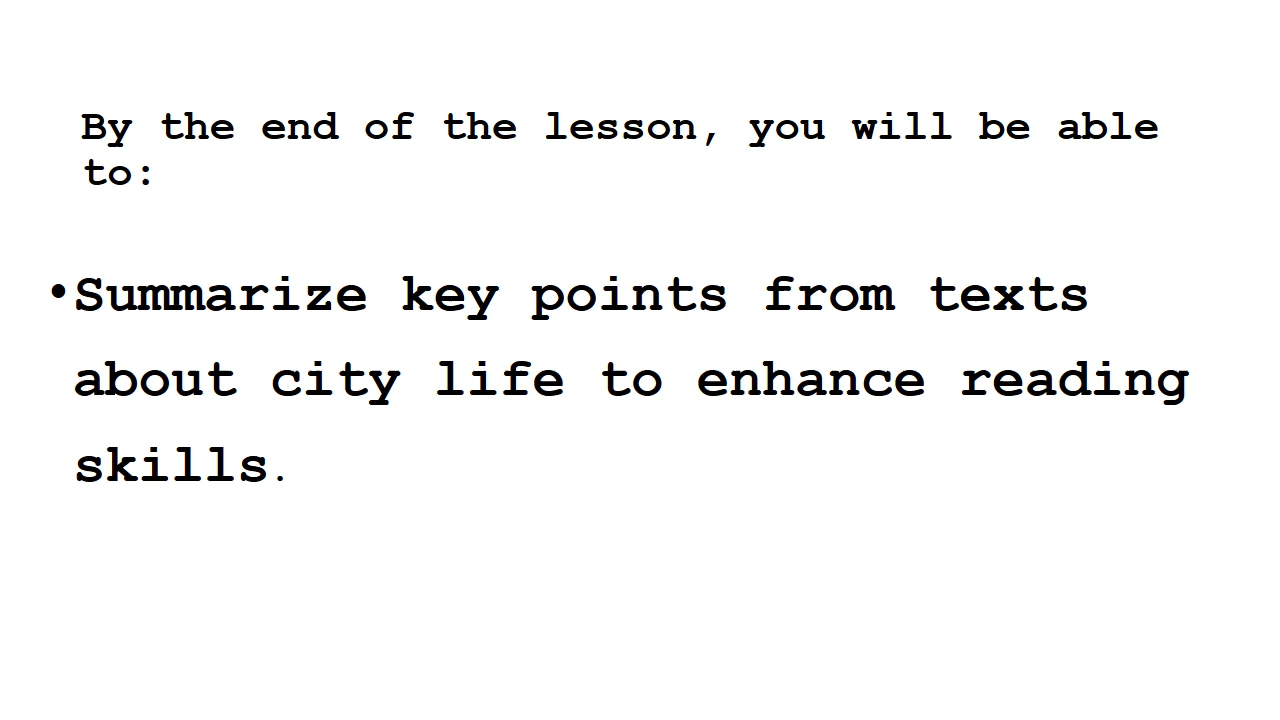 By the end of the lesson, you will be able
to:
•Summarize key points from texts
about city life to enhance reading
skills.